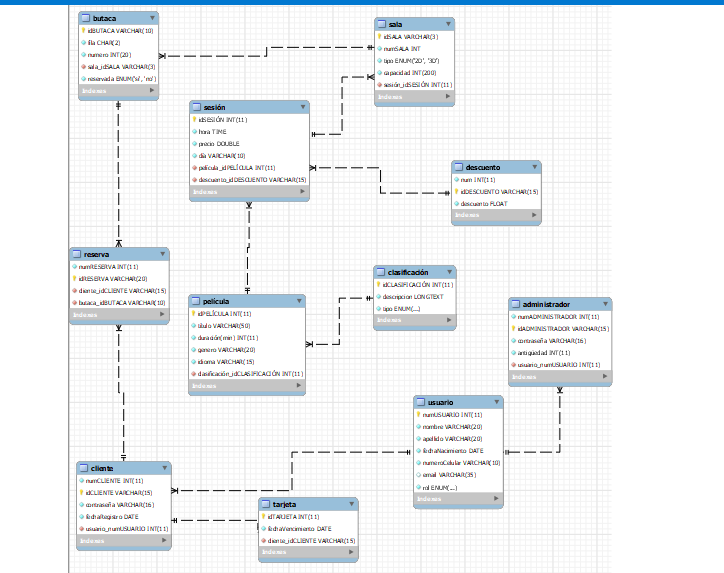 butaca
idBUTACA VARCHAR(10)
fila CHAR(2)
numero INT(20)
sala_idSALA VARCHAR(3)
reservada ENUM('si', 'no')
Indexes
sala
idSALA VARCHAR(3)
numSALA INT
tipo ENUM('2D', '3D')
capacidad INT(200)
sesión_idSESIÓN INT(11)
Indexes
sesión
idSESIÓN INT(11)
hora TIME
precio DOUBLE
día VARCHAR(10)
película_idPELÍCULA INT(11)
descuento_idDESCUENTO VARCHAR(15)
Indexes
descuento
num INT(11)
idDESCUENTO VARCHAR(15)
descuento FLOAT
Indexes
reserva
numRESERVA INT(11)
idRESERVA VARCHAR(20)
cliente_idCLIENTE VARCHAR(15)
butaca_idBUTACA VARCHAR(10)
Indexes
película
idPELÍCULA INT(11)
titulo VARCHAR(50)
duración(min) INT(11)
genero VARCHAR(20)
idioma VARCHAR(15)
clasificación_idCLASIFICACIÓN INT(11)
Indexes
clasificación
idCLASIFICACIÓN INT(11)
descripcion LONGTEXT
tipo ENUM(...)
Indexes
administrador
numADMINISTRADOR INT(11)
idADMINISTRADOR VARCHAR(15)
contraseña VARCHAR(16)
antigüedad INT(11)
usuario_numUSUARIO INT(11)
Indexes
usuario
numUSUARIO INT(11)
nombre VARCHAR(20)
apellido VARCHAR(20)
fechaNacimiento DATE
numeroCelular VARCHAR(10)
email VARCHAR(35)
rol ENUM(...)
Indexes
cliente
numCLIENTE INT(11)
idCLIENTE VARCHAR(15)
contraseña VARCHAR(16)
fechaRegistro DATE
usuario_numUSUARIO INT(11)
Indexes
tarjeta
idTARJETA INT(11)
fechaVencimiento DATE
cliente_idCLIENTE VARCHAR(15)
Indexes